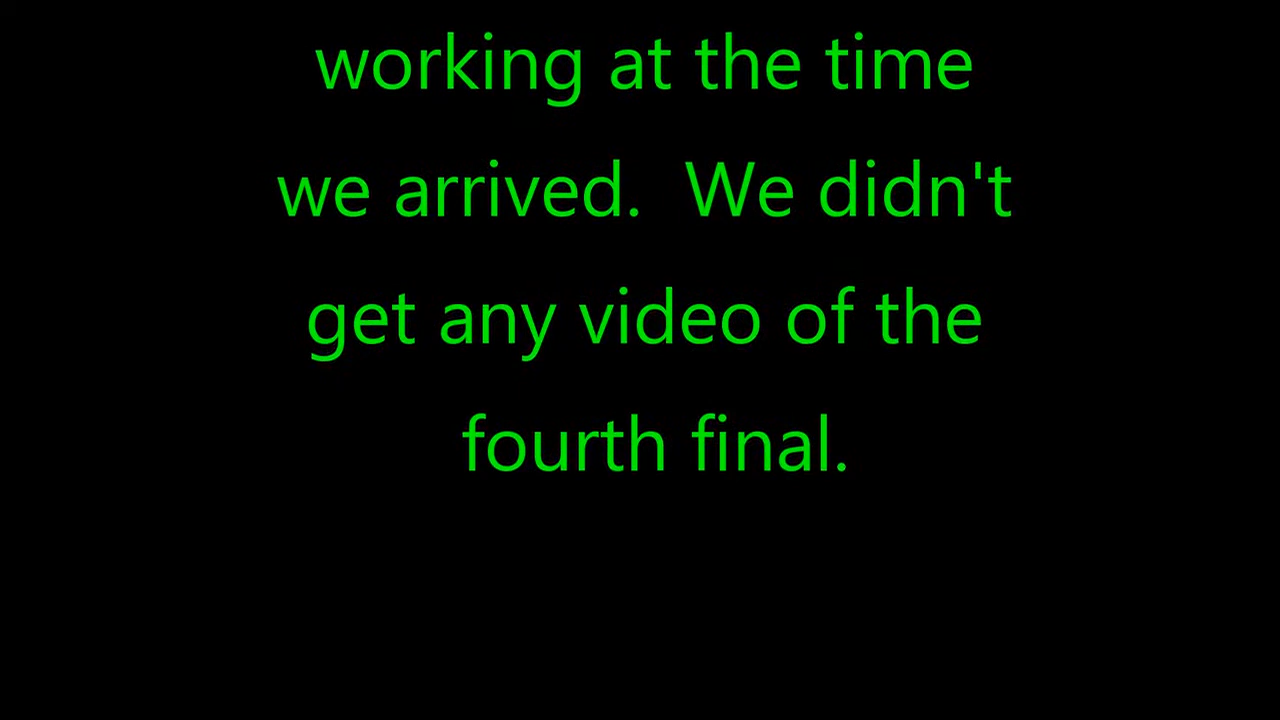 working at the time
we arrived.  We didn't
get any video of the
fourth final.